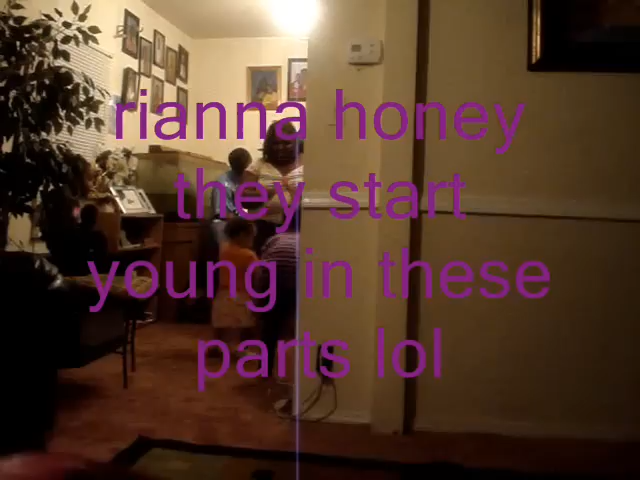 rianna honey
they start
young in these
parts lol